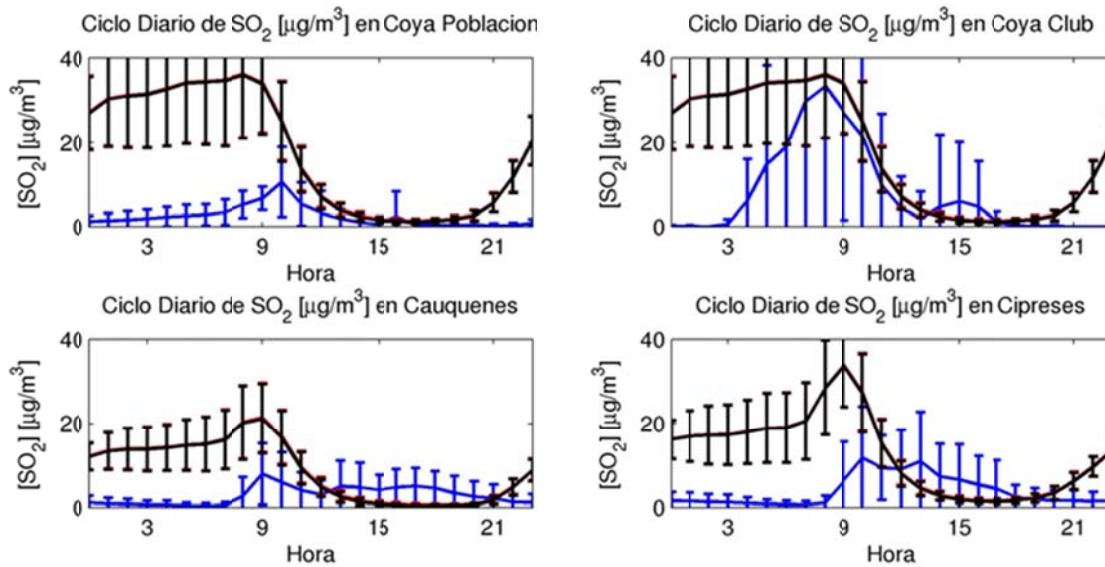 Ciclo Diario de SO2 [μg/m3] en Coya Poblacion
[SO2] [μg/m3]
40
20
0
3 9 15 21
Hora
Ciclo Diario de SO2 [μg/m3] en Coya Club
[SO2] [μg/m3]
40
20
0
3 9 15 21
Hora
Ciclo Diario de SO2 [μg/m3] en Cauquenes
[SO2] [μg/m3]
40
20
0
3 9 15 21
Hora
Ciclo Diario de SO2 [μg/m3] en Cipreses
[SO2] [μg/m3]
40
20
0
3 9 15 21
Hora